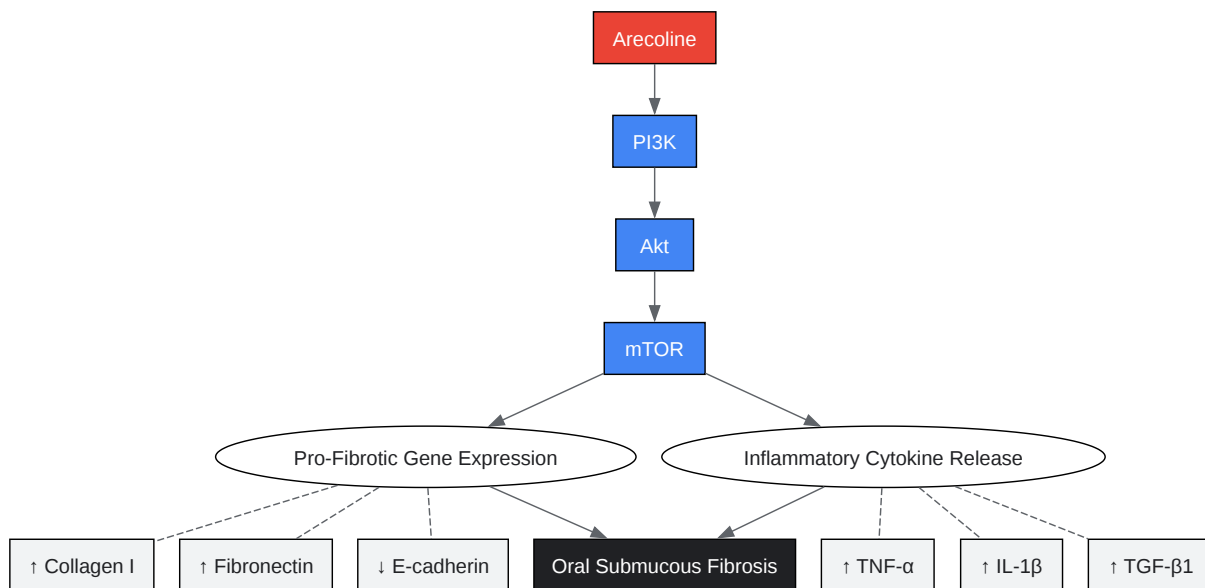 Arecoline
PI3K
Akt
mTOR
Pro-Fibrotic Gene Expression
Inflammatory Cytokine Release
↑ Collagen I
↑ Fibronectin
↓ E-cadherin
Oral Submucous Fibrosis
↑ TNF-α
↑ IL-1β
↑ TGF-β1